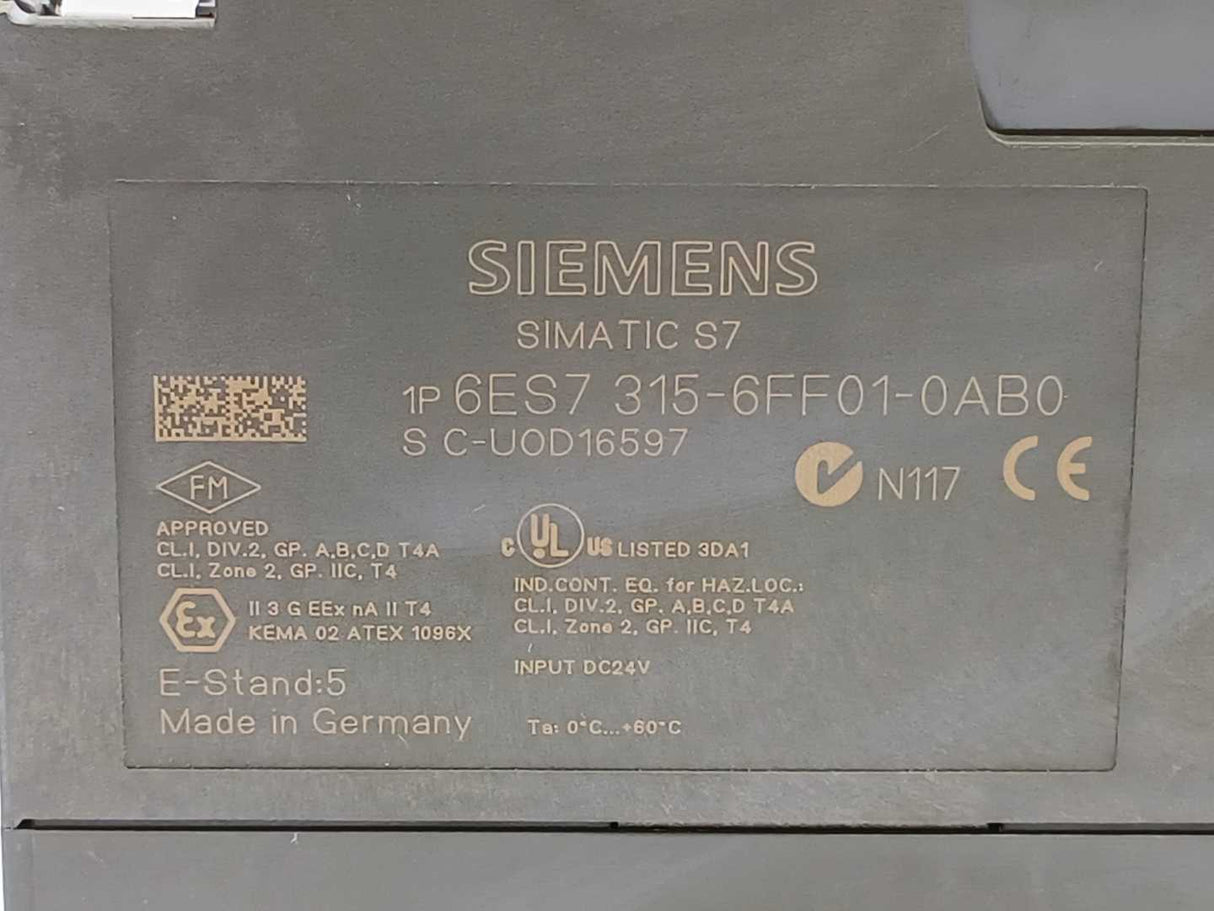 SIEMENS
SIMATIC S7
1P 6ES7 315-6FF01-0AB0
S C-U0D16597
N117 CE
FM
APPROVED
CL.I, DIV.2, GP. A,B,C,D T4A
CL.I, Zone 2, GP. IIC, T4
Ex II 3 G EEx nA II T4
KEMA 02 ATEX 1096X
C UL US LISTED 3DA1
IND.CONT. EQ. for HAZ.LOC.:
CL.I, DIV.2, GP. A,B,C,D T4A
CL.I, Zone 2, GP. IIC, T4
INPUT DC24V
E-Stand:5
Made in Germany
Ta: 0°C...+60°C